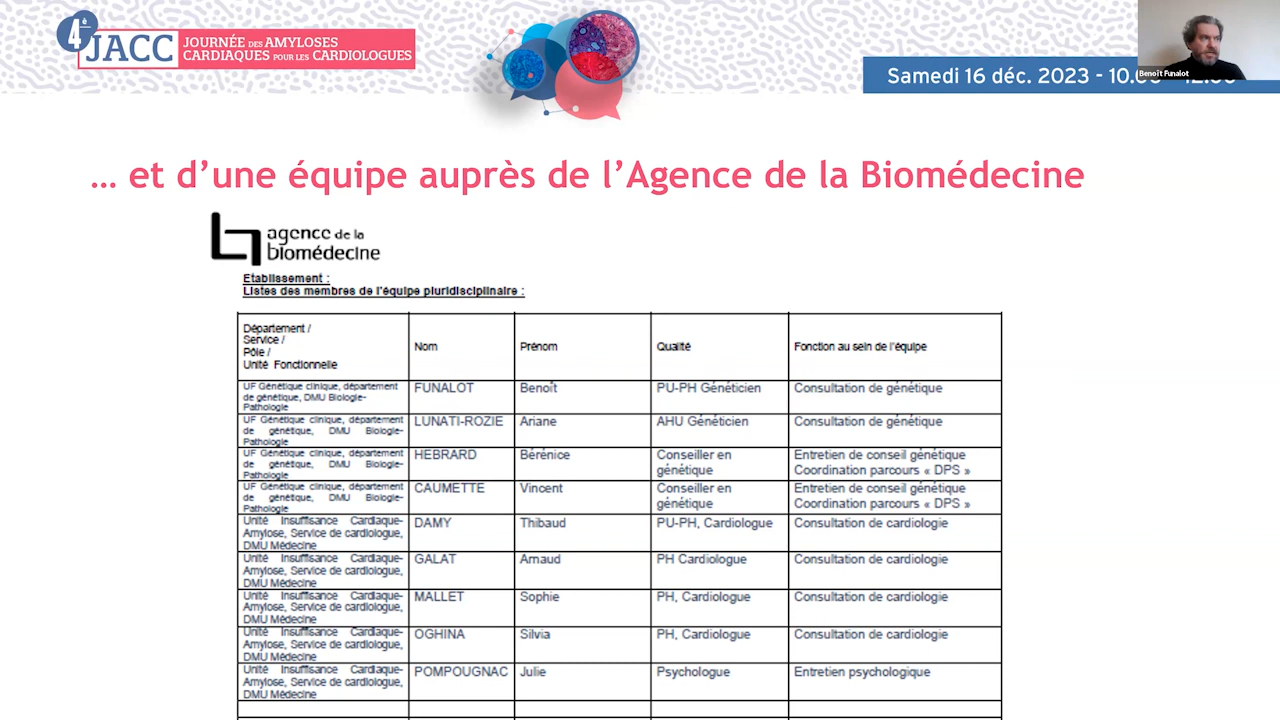 4è
JACC
JOURNÉE DES AMYLOSES
CARDIAQUES POUR LES CARDIOLOGUES
Samedi 16 déc. 2023 - 10.
Benoît Funalot
… et d’une équipe auprès de l’Agence de la Biomédecine
agence de la
biomédecine
Etablissement :
Listes des membres de l'équipe pluridisciplinaire :
Département /
Service /
Pôle /
Unité Fonctionnelle
Nom
Prénom
Qualité
Fonction au sein de l'équipe
UF Génétique clinique, département
de génétique, DMU Biologie-
Pathologie
FUNALOT
Benoît
PU-PH Généticien
Consultation de génétique
UF Génétique clinique, département
de génétique, DMU Biologie-
Pathologie
LUNATI-ROZIE
Ariane
AHU Généticien
Consultation de génétique
UF Génétique clinique, département
de génétique, DMU Biologie-
Pathologie
HEBRARD
Bérénice
Conseiller en
génétique
Entretien de conseil génétique
Coordination parcours « DPS »
UF Génétique clinique, département
de génétique, DMU Biologie-
Pathologie
CAUMETTE
Vincent
Conseiller en
génétique
Entretien de conseil génétique
Coordination parcours « DPS »
Unité Insuffisance Cardiaque-
Amylose, Service de cardiologue,
DMU Médecine
DAMY
Thibaud
PU-PH, Cardiologue
Consultation de cardiologie
Unité Insuffisance Cardiaque-
Amylose, Service de cardiologue,
DMU Médecine
GALAT
Arnaud
PH Cardiologue
Consultation de cardiologie
Unité Insuffisance Cardiaque-
Amylose, Service de cardiologue,
DMU Médecine
MALLET
Sophie
PH, Cardiologue
Consultation de cardiologie
Unité Insuffisance Cardiaque-
Amylose, Service de cardiologue,
DMU Médecine
OGHINA
Silvia
PH, Cardiologue
Consultation de cardiologie
Unité Insuffisance Cardiaque-
Amylose, Service de cardiologue,
DMU Médecine
POMPOUGNAC
Julie
Psychologue
Entretien psychologique